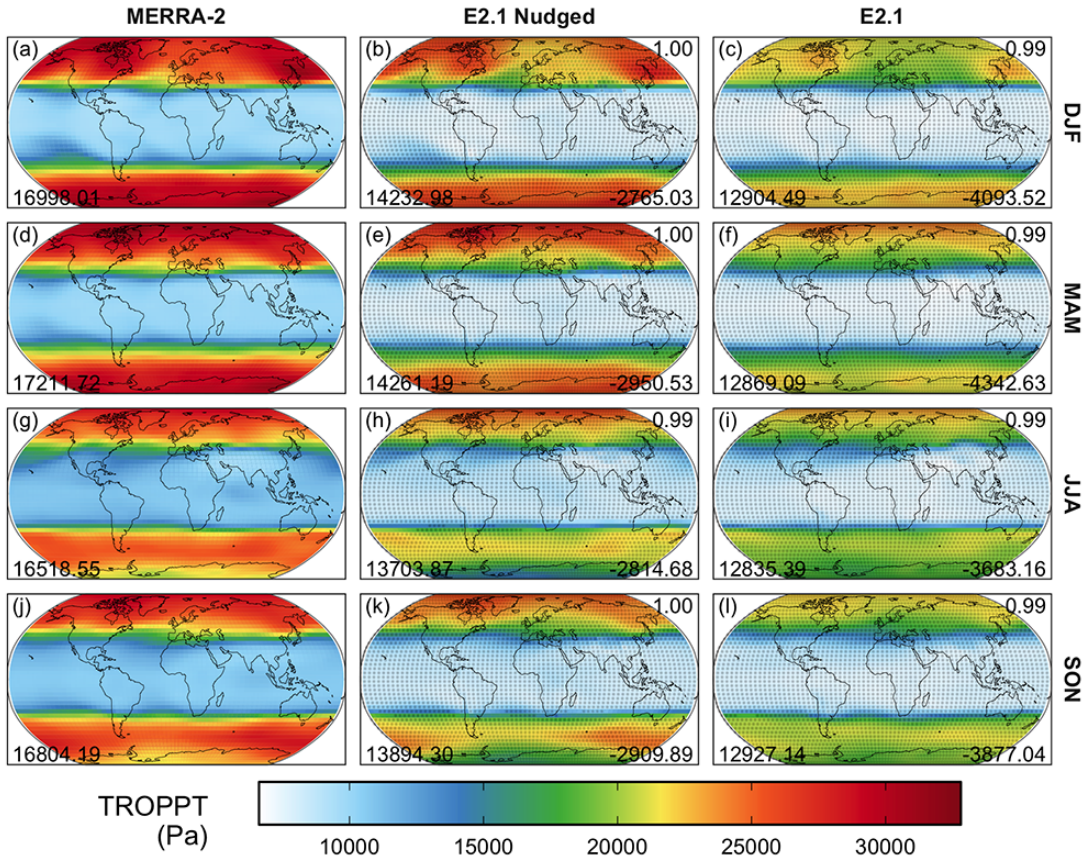 MERRA-2 E2.1 Nudged E2.1
(a) (b) 1.00 (c) 0.99 DJF
16998.01 14232.98 -2765.03 12904.49 -4093.52
(d) (e) 1.00 (f) 0.99 MAM
17211.72 14261.19 -2950.53 12869.09 -4342.63
(g) (h) 0.99 (i) 0.99 JJA
16518.55 13703.87 -2814.68 12835.39 -3683.16
(j) (k) 1.00 (l) 0.99 SON
16804.19 13894.30 -2909.89 12927.14 -3877.04
TROPPT
(Pa)
10000 15000 20000 25000 30000